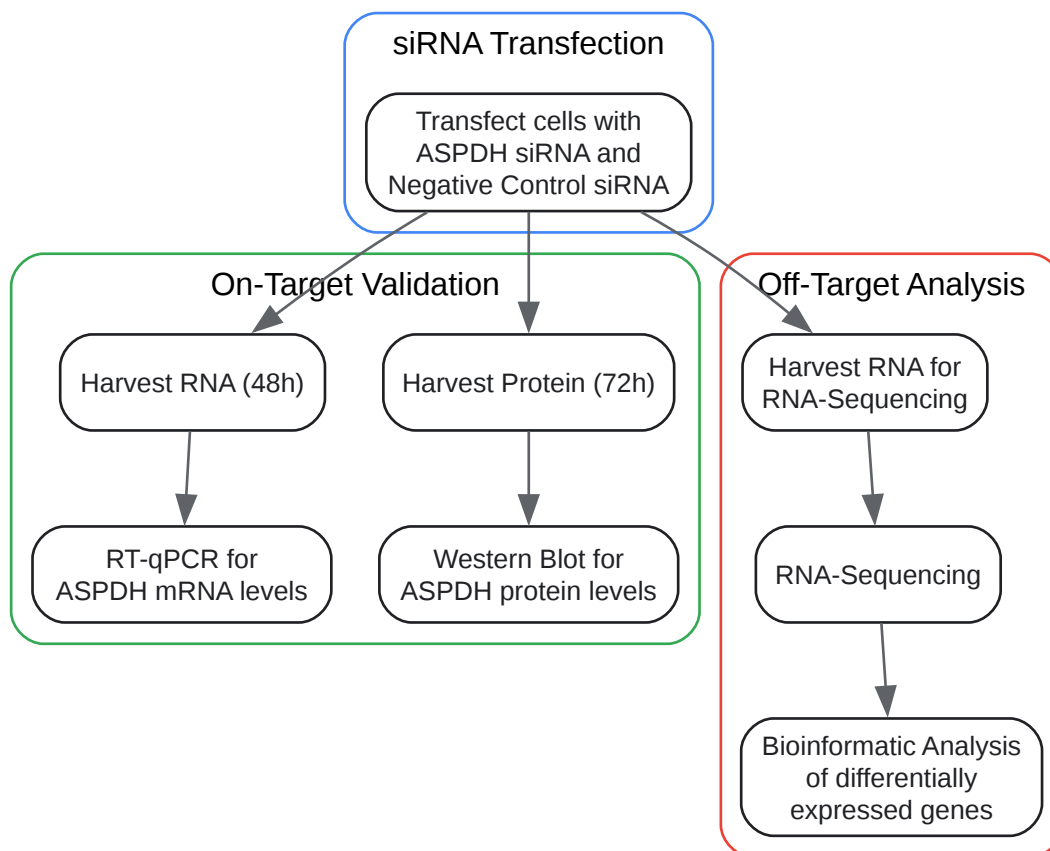 siRNA Transfection
Transfect cells with
ASPDH siRNA and
Negative Control siRNA
On-Target Validation
Harvest RNA (48h)
Harvest Protein (72h)
RT-qPCR for
ASPDH mRNA levels
Western Blot for
ASPDH protein levels
Off-Target Analysis
Harvest RNA for
RNA-Sequencing
RNA-Sequencing
Bioinformatic Analysis
of differentially
expressed genes